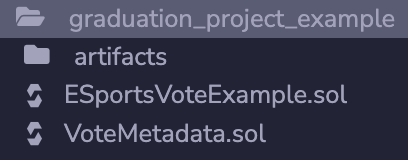 graduation_project_example
artifacts
ESportsVoteExample.sol
VoteMetadata.sol